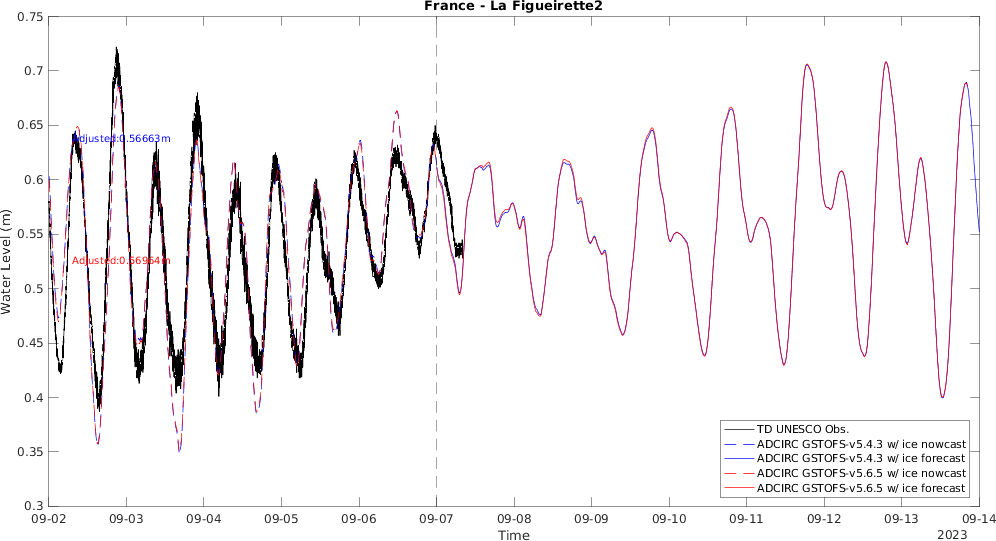 France - La Figueirette2
0.75
0.7
0.65
0.6
0.55
0.5
0.45
0.4
0.35
0.3
Water Level (m)
Adjusted:0.56663m
Adjusted:0.56964m
TD UNESCO Obs.
ADCIRC GSTOFS-v5.4.3 w/ ice nowcast
ADCIRC GSTOFS-v5.4.3 w/ ice forecast
ADCIRC GSTOFS-v5.6.5 w/ ice nowcast
ADCIRC GSTOFS-v5.6.5 w/ ice forecast
09-02 09-03 09-04 09-05 09-06 09-07 09-08 09-09 09-10 09-11 09-12 09-13 09-14
Time
2023